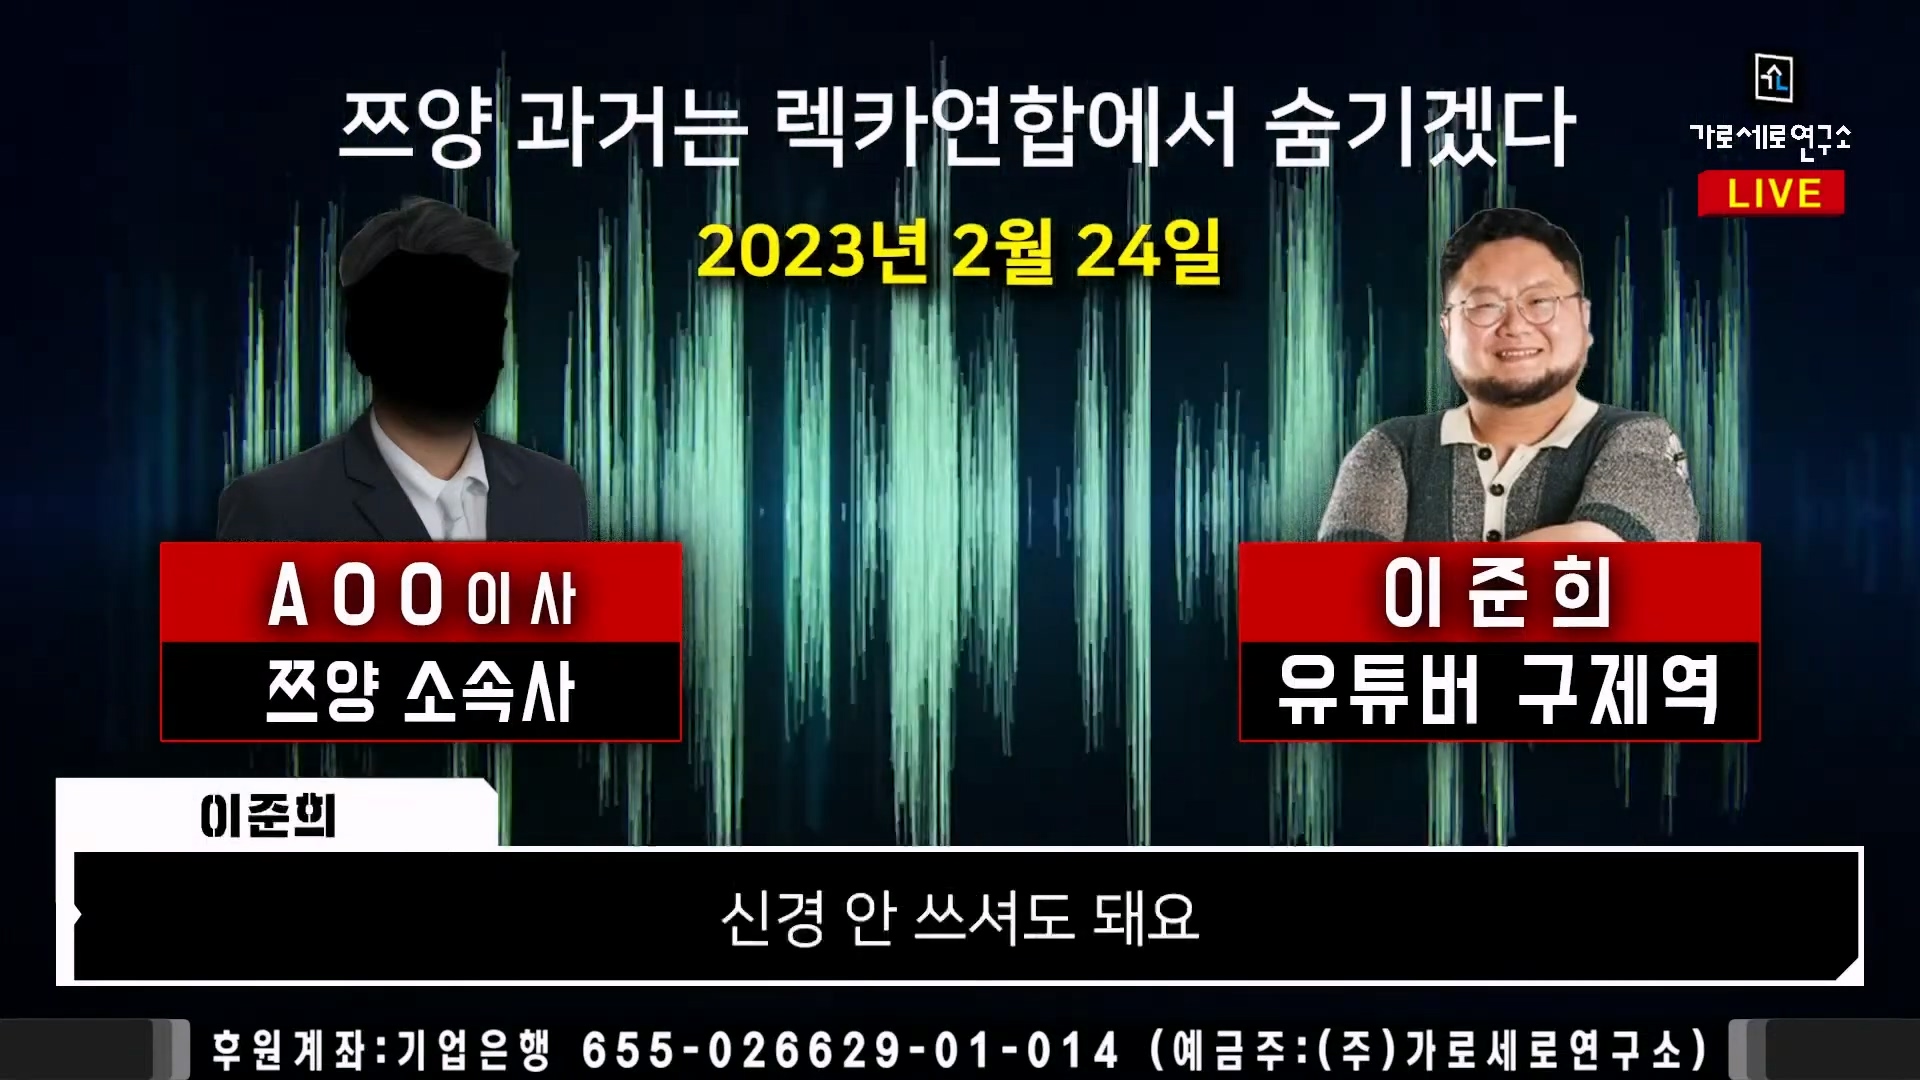 쯔양 과거는 렉카연합에서 숨기겠다
가로세로연구소
LIVE
2023년 2월 24일
A O O 이사
쯔양 소속사
이준희
유튜버 구제역
이준희
신경 안 쓰셔도 돼요
후원계좌:기업은행 655-026629-01-014 (예금주:(주)가로세로연구소)